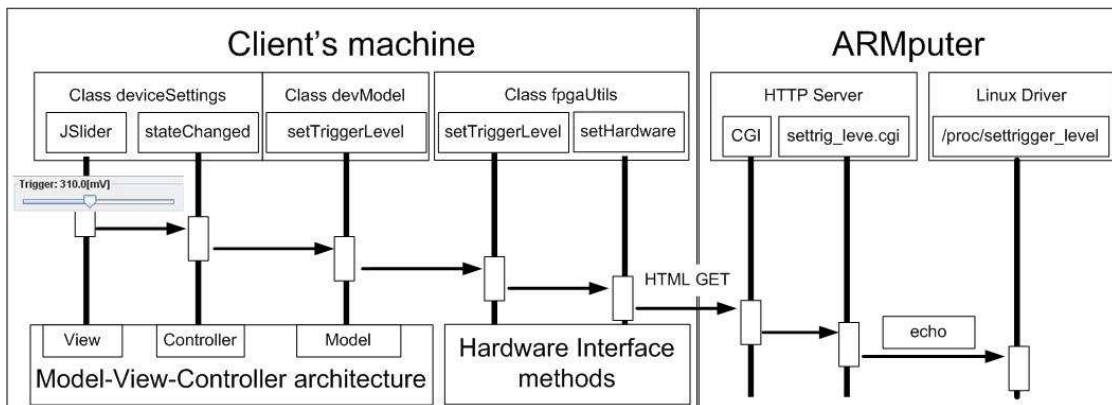 Client's machine
ARMputer
Class deviceSettings
Class devModel
Class fpgaUtils
HTTP Server
Linux Driver
JSlider
stateChanged
setTriggerLevel
setTriggerLevel
setHardware
CGI
settrig_leve.cgi
/proc/settrigger_level
Trigger: 310.0[mV]
HTML GET
echo
View
Controller
Model
Model-View-Controller architecture
Hardware Interface
methods